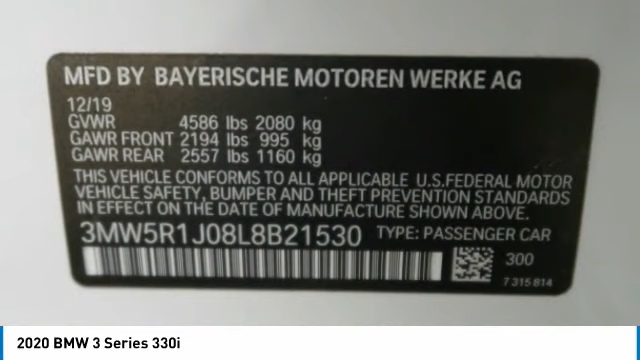 MFD BY BAYERISCHE MOTOREN WERKE AG
12/19
GVWR 4586 lbs 2080 kg
GAWR FRONT 2194 lbs 995 kg
GAWR REAR 2557 lbs 1160 kg
THIS VEHICLE CONFORMS TO ALL APPLICABLE U.S.FEDERAL MOTOR
VEHICLE SAFETY, BUMPER AND THEFT PREVENTION STANDARDS
IN EFFECT ON THE DATE OF MANUFACTURE SHOWN ABOVE.
3MW5R1J08L8B21530 TYPE: PASSENGER CAR
300
7 315 814
2020 BMW 3 Series 330i